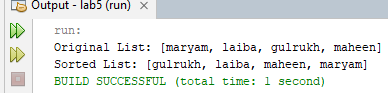 Output - lab5 (run) ×
run:
Original List: [maryam, laiba, gulrukh, maheen]
Sorted List: [gulrukh, laiba, maheen, maryam]
BUILD SUCCESSFUL (total time: 1 second)